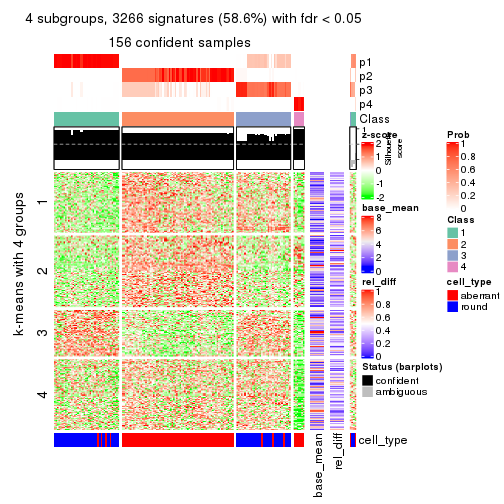 4 subgroups, 3266 signatures (58.6%) with fdr < 0.05
156 confident samples
p1
p2
p3
p4
Class
1
Silhouette
score
k-means with 4 groups
1
2
3
4
base_mean
rel_diff
cell_type
z-score
2
1
0
-1
-2
base_mean
8
6
4
2
0
rel_diff
1
0.8
0.6
0.4
0.2
0
Status (barplots)
confident
ambiguous
Prob
1
0.8
0.6
0.4
0.2
0
Class
1
2
3
4
cell_type
aberrant
round